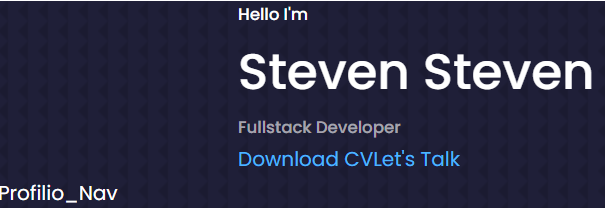 Hello I'm
Steven Steven
Fullstack Developer
Download CVLet's Talk
Profilio_Nav